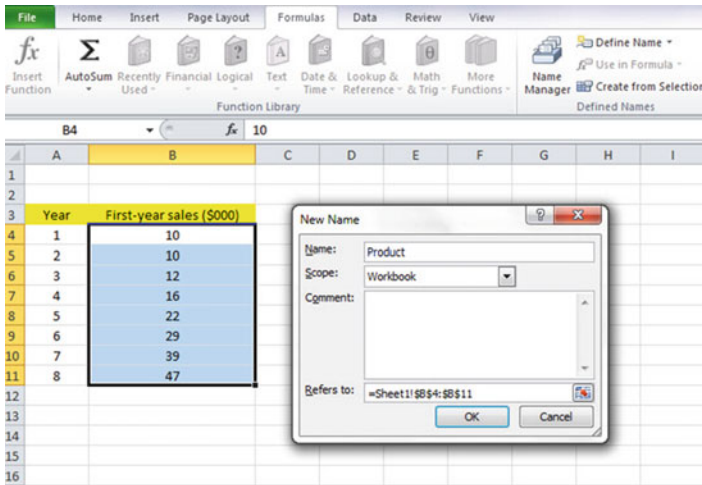 File Home Insert Page Layout Formulas Data Review View
fx Σ ? A θ Define Name
Insert Function AutoSum Recently Used Financial Logical Text Date & Time Lookup & Reference Math & Trig More Functions Name Manager fx Use in Formula
Create from Selection
Function Library Defined Names
B4 fx 10
A B C D E F G H I
1
2
3 Year First-year sales ($000)
4 1 10
5 2 10
6 3 12
7 4 16
8 5 22
9 6 29
10 7 39
11 8 47
12
13
14
15
16
New Name ? X
Name: Product
Scope: Workbook
Comment:
Refers to: =Sheet1!$B$4:$B$11
OK Cancel